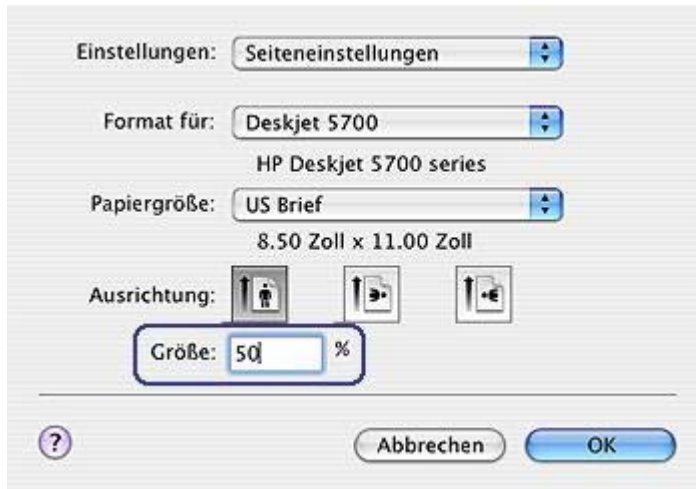 Einstellungen: Seiteneinstellungen
Format für: Deskjet 5700
HP Deskjet 5700 series
Papiergröße: US Brief
8.50 Zoll x 11.00 Zoll
Ausrichtung:
Größe: 50 %
? Abbrechen OK